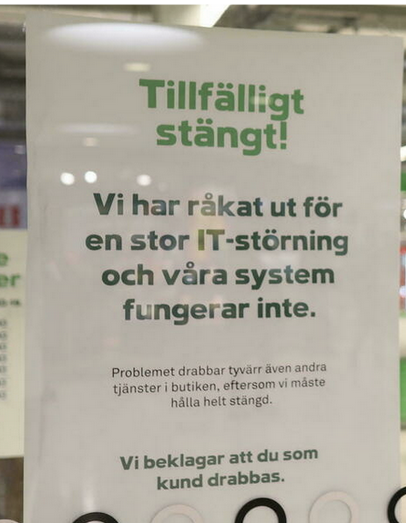 Tillfälligt
stängt!
Vi har råkat ut för
en stor IT-störning
och våra system
fungerar inte.
Problemet drabbar tyvärr även andra
tjänster i butiken, eftersom vi måste
hålla helt stängd.
Vi beklagar att du som
kund drabbas.